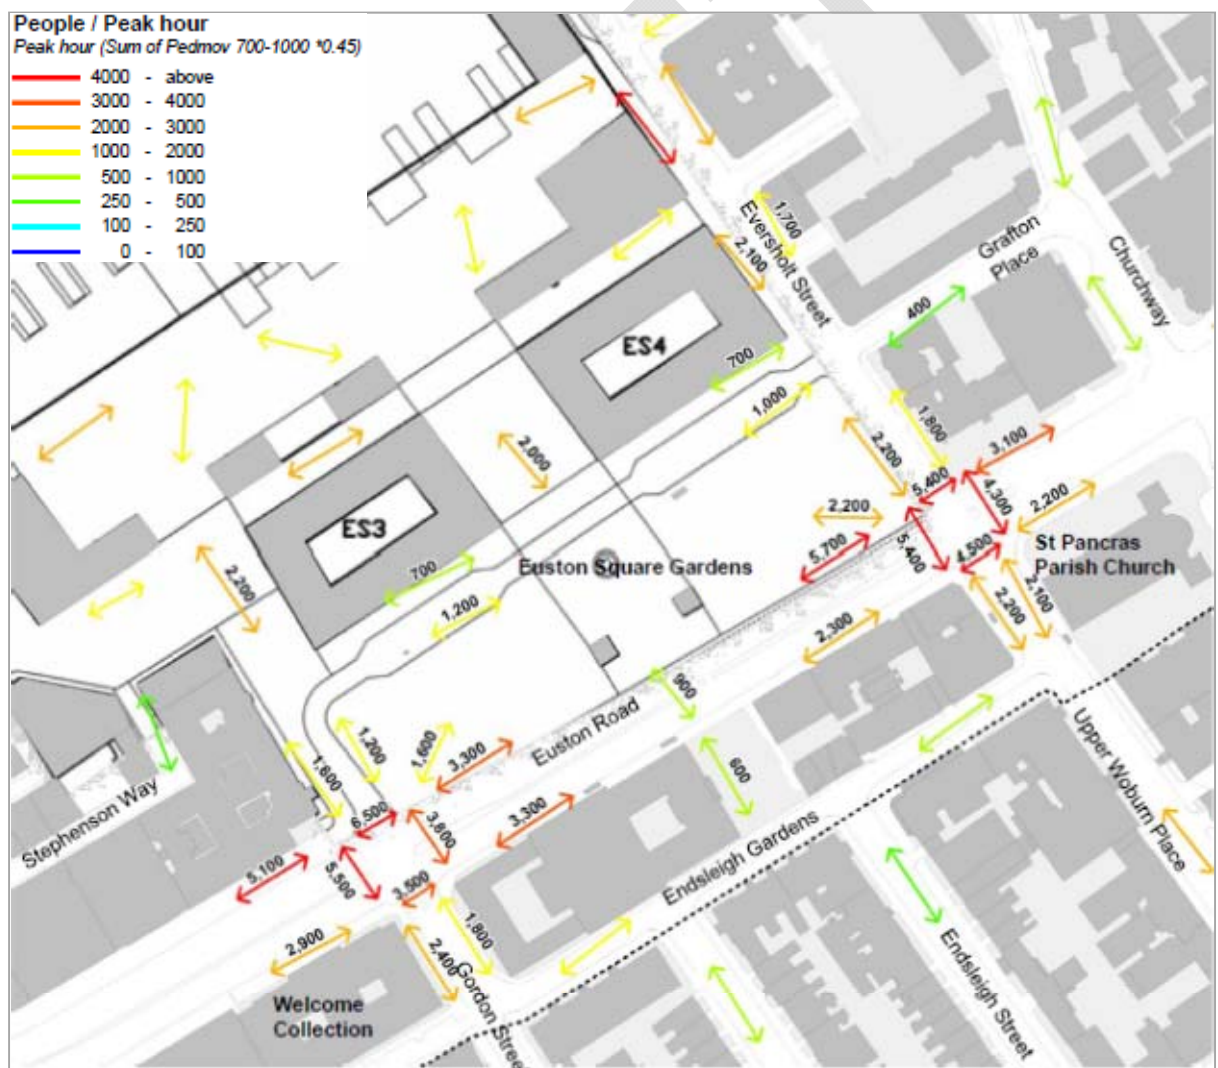 People / Peak hour
Peak hour (Sum of Pedmov 700-1000 *0.45)
4000 - above
3000 - 4000
2000 - 3000
1000 - 2000
500 - 1000
250 - 500
100 - 250
0 - 100
1,700
Eversholt Street
2,100
Grafton
Place
Churchway
400
ES4
700
1,000
1,800
2,200
3,100
5,400
4,300
2,200
2,000
ES3
2,200
5,700
5,400
4,500
St Pancras
Parish Church
Euston Square Gardens
700
2,200
1,200
2,300
2,200
2,100
900
Euston Road
Upper Woburn Place
1,200
1,600
3,300
600
Stephenson Way
6,500
3,800
3,300
Endsleigh Gardens
5,100
5,500
3,500
2,900
1,800
2,400
Gordon Stree
Endsleigh Street
Welcome
Collection